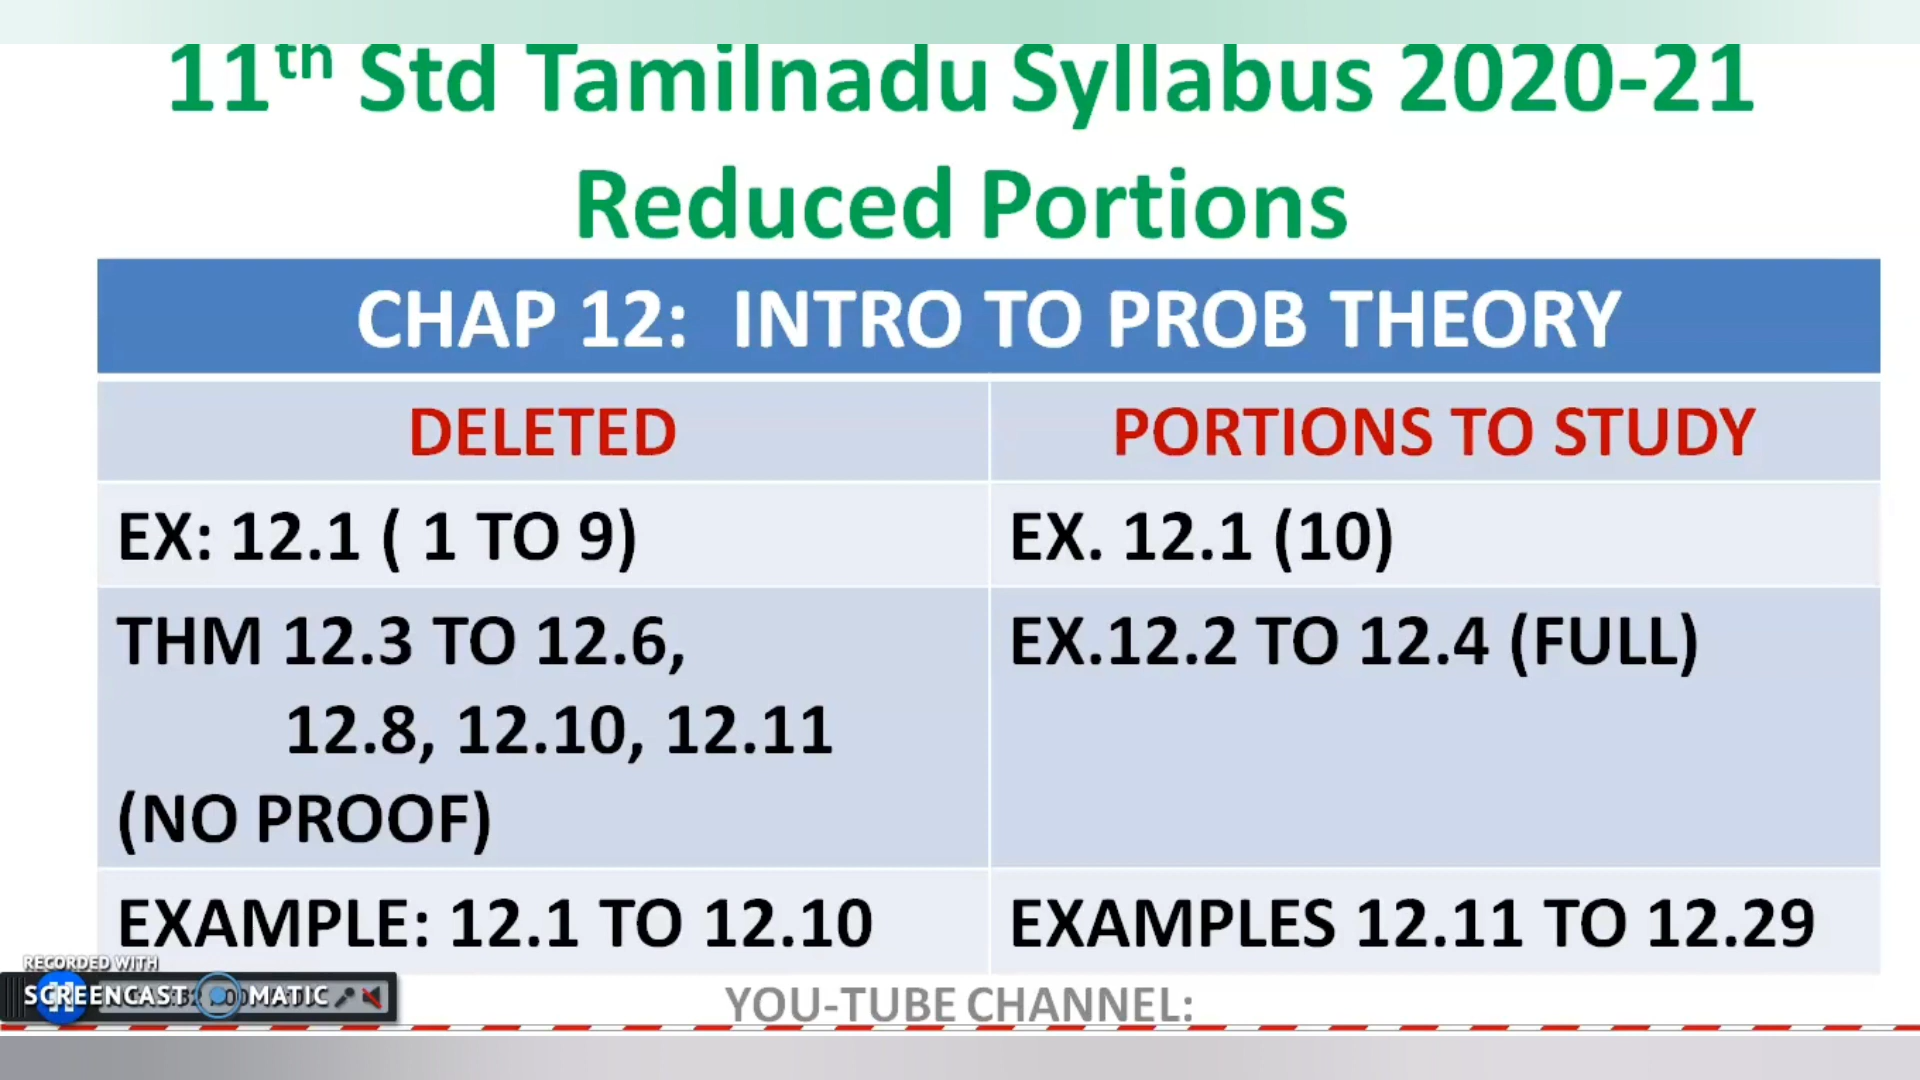 11th Std Tamilnadu Syllabus 2020-21
Reduced Portions
CHAP 12: INTRO TO PROB THEORY
DELETED
PORTIONS TO STUDY
EX: 12.1 ( 1 TO 9)
EX. 12.1 (10)
THM 12.3 TO 12.6,
12.8, 12.10, 12.11
(NO PROOF)
EX.12.2 TO 12.4 (FULL)
EXAMPLE: 12.1 TO 12.10
EXAMPLES 12.11 TO 12.29
RECORDED WITH
SCREENCAST MATIC
YOU-TUBE CHANNEL: